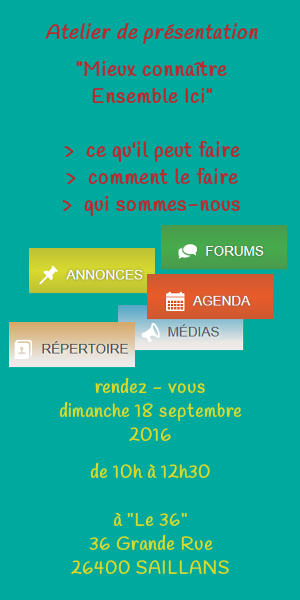 Atelier de présentation
"Mieux connaître
Ensemble Ici"
> ce qu'il peut faire
> comment le faire
> qui sommes-nous
FORUMS
ANNONCES
AGENDA
MÉDIAS
RÉPERTOIRE
rendez - vous
dimanche 18 septembre
2016
de 10h à 12h30
à "Le 36"
36 Grande Rue
26400 SAILLANS